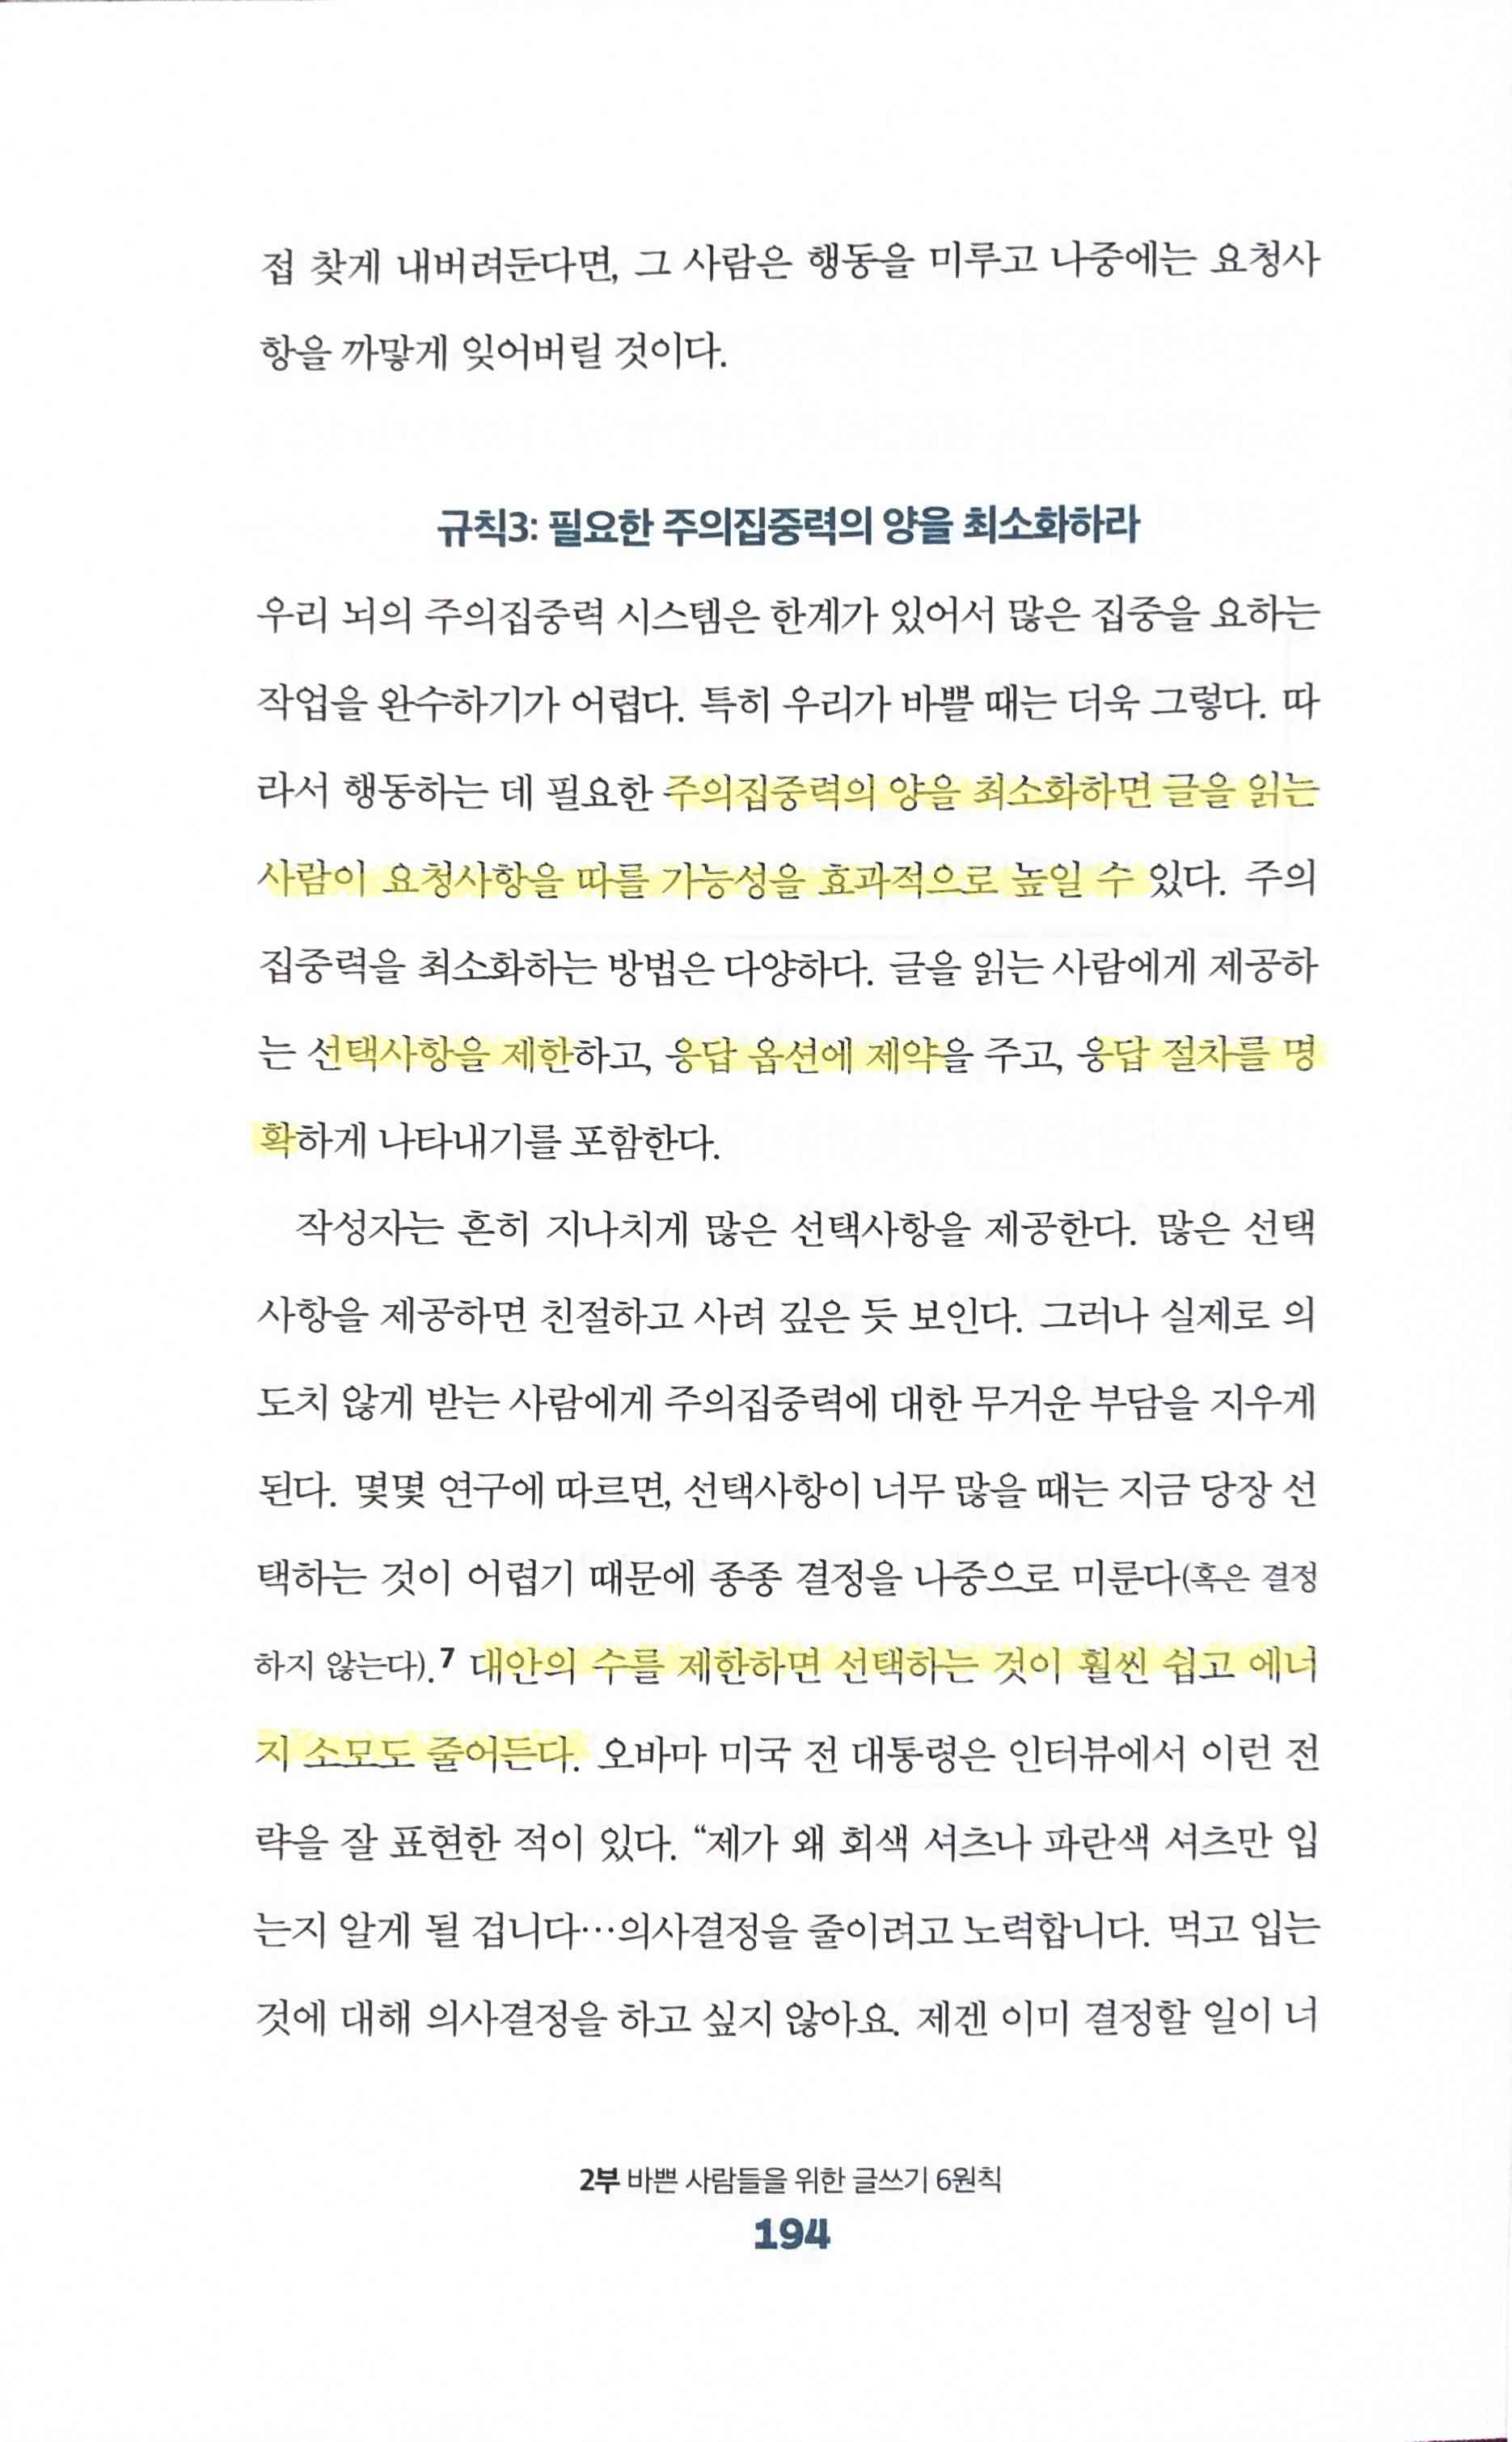 접 찾게 내버려둔다면, 그 사람은 행동을 미루고 나중에는 요청사
항을 까맣게 잊어버릴 것이다.
규칙3: 필요한 주의집중력의 양을 최소화하라
우리 뇌의 주의집중력 시스템은 한계가 있어서 많은 집중을 요하는
작업을 완수하기가 어렵다. 특히 우리가 바쁠 때는 더욱 그렇다. 따
라서 행동하는 데 필요한 주의집중력의 양을 최소화하면 글을 읽는
사람이 요청사항을 따를 가능성을 효과적으로 높일 수 있다. 주의
집중력을 최소화하는 방법은 다양하다. 글을 읽는 사람에게 제공하
는 선택사항을 제한하고, 응답 옵션에 제약을 주고, 응답 절차를 명
확하게 나타내기를 포함한다.
작성자는 흔히 지나치게 많은 선택사항을 제공한다. 많은 선택
사항을 제공하면 친절하고 사려 깊은 듯 보인다. 그러나 실제로 의
도치 않게 받는 사람에게 주의집중력에 대한 무거운 부담을 지우게
된다. 몇몇 연구에 따르면, 선택사항이 너무 많을 때는 지금 당장 선
택하는 것이 어렵기 때문에 종종 결정을 나중으로 미룬다(혹은 결정
하지 않는다).7 대안의 수를 제한하면 선택하는 것이 훨씬 쉽고 에너
지 소모도 줄어든다. 오바마 미국 전 대통령은 인터뷰에서 이런 전
략을 잘 표현한 적이 있다. “제가 왜 회색 셔츠나 파란색 셔츠만 입
는지 알게 될 겁니다…의사결정을 줄이려고 노력합니다. 먹고 입는
것에 대해 의사결정을 하고 싶지 않아요. 제겐 이미 결정할 일이 너
2부 바쁜 사람들을 위한 글쓰기 6원칙
194